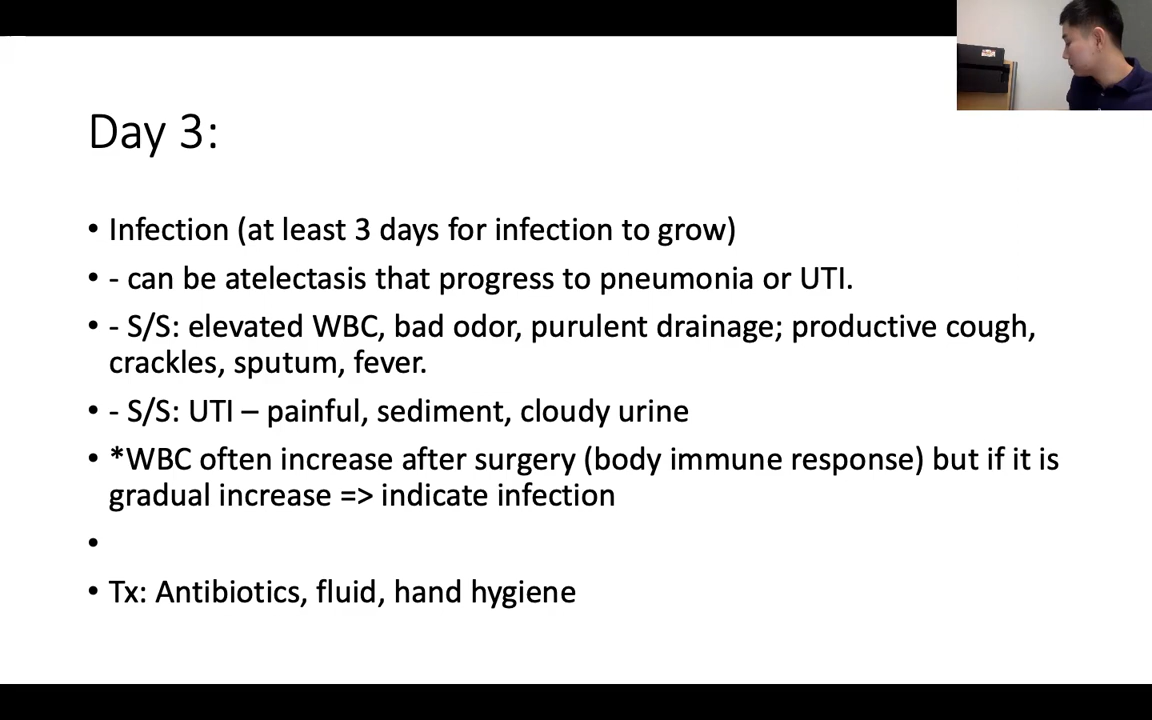 Day 3:
• Infection (at least 3 days for infection to grow)
• - can be atelectasis that progress to pneumonia or UTI.
• - S/S: elevated WBC, bad odor, purulent drainage; productive cough,
crackles, sputum, fever.
• - S/S: UTI – painful, sediment, cloudy urine
• *WBC often increase after surgery (body immune response) but if it is
gradual increase => indicate infection
•
• Tx: Antibiotics, fluid, hand hygiene